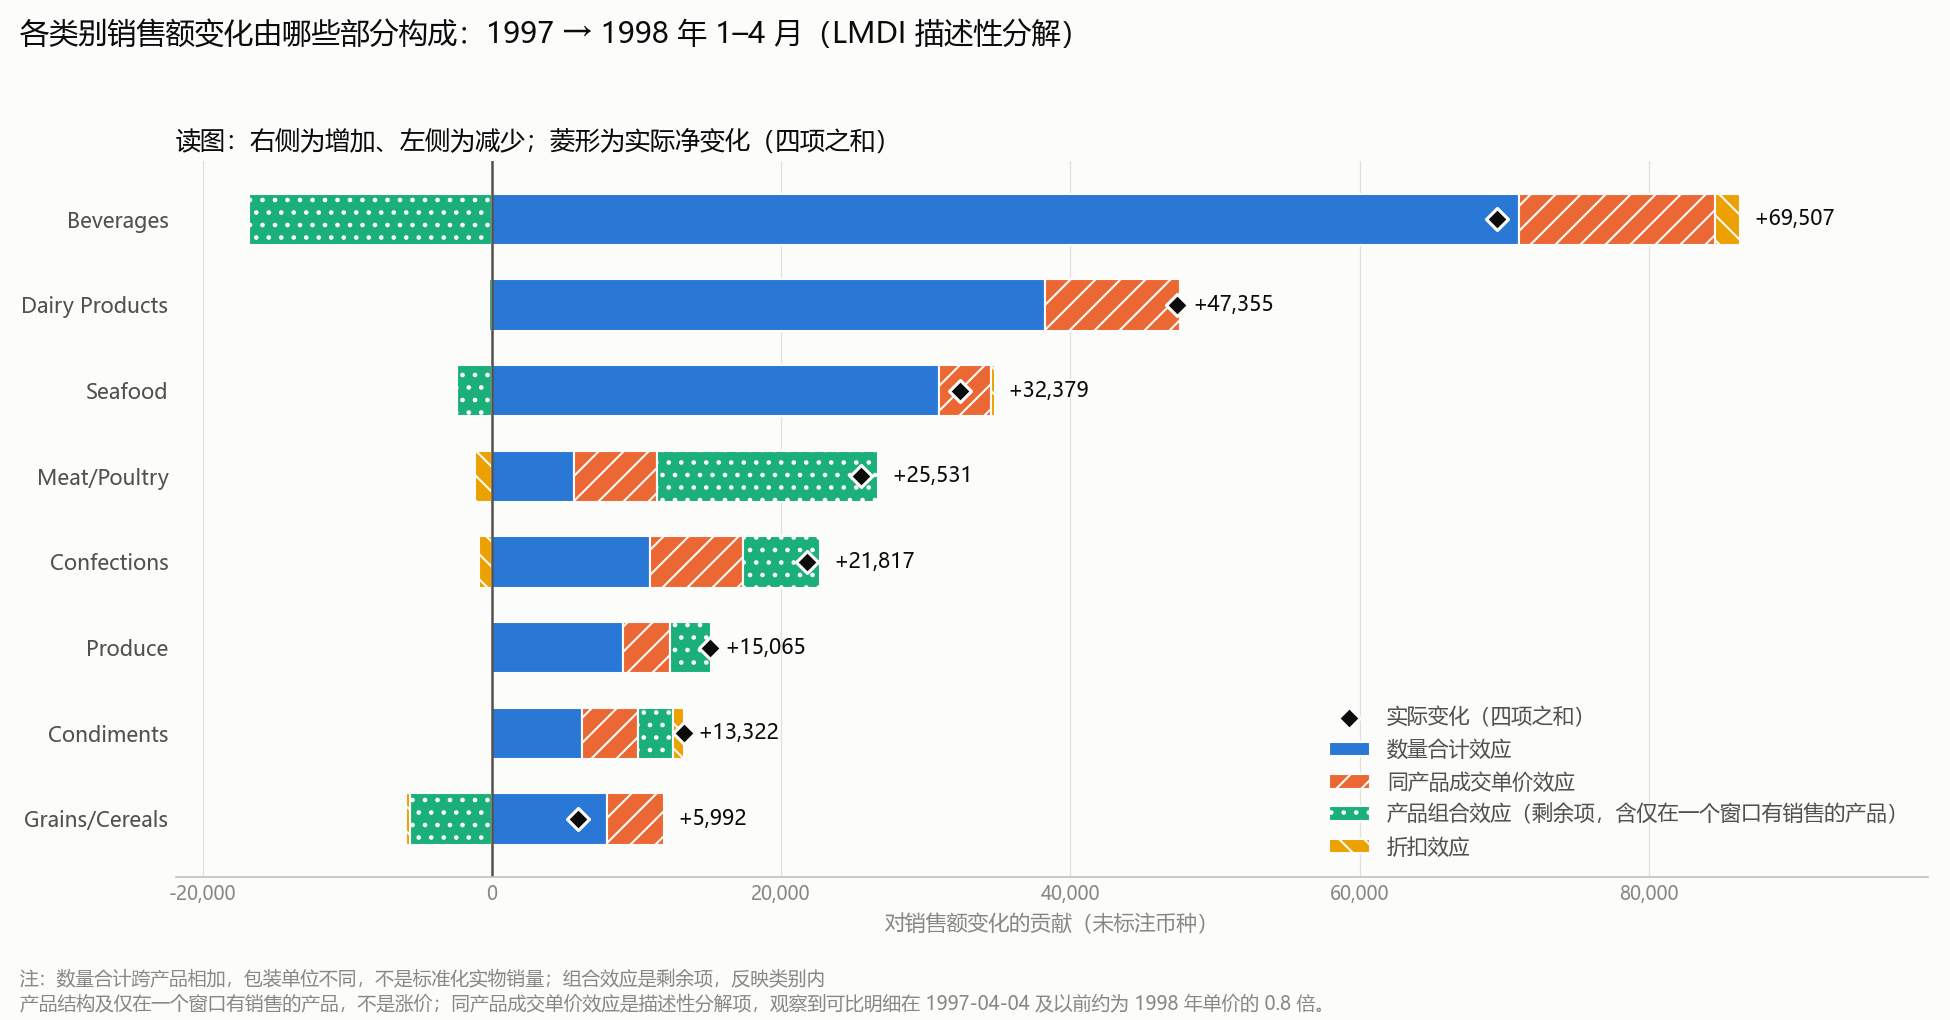 各类别销售额变化由哪些部分构成：1997 → 1998 年 1–4 月（LMDI 描述性分解）
读图：右侧为增加、左侧为减少；菱形为实际净变化（四项之和）
Beverages
+69,507
Dairy Products
+47,355
Seafood
+32,379
Meat/Poultry
+25,531
Confections
+21,817
Produce
+15,065
Condiments
+13,322
Grains/Cereals
+5,992
实际变化（四项之和）
数量合计效应
同产品成交单价效应
产品组合效应（剩余项，含仅在一个窗口有销售的产品）
折扣效应
-20,000
0
20,000
40,000
60,000
80,000
对销售额变化的贡献（未标注币种）
注：数量合计跨产品相加，包装单位不同，不是标准化实物销量；组合效应是剩余项，反映类别内
产品结构及仅在一个窗口有销售的产品，不是涨价；同产品成交单价效应是描述性分解项，观察到可比明细在 1997-04-04 及以前约为 1998 年单价的 0.8 倍。